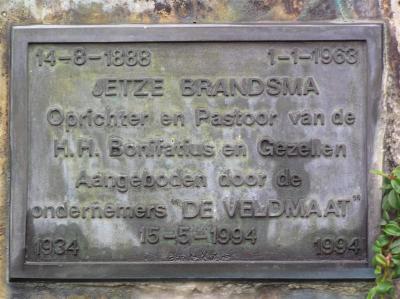 14-8-1888 1-1-1963
JETZE BRANDSMA
Oprichter en Pastoor van de
H.H. Bonifatius en Gezellen
Aangeboden door de
ondernemers "DE VELDMAAT"
15-5-1994
1934 1994